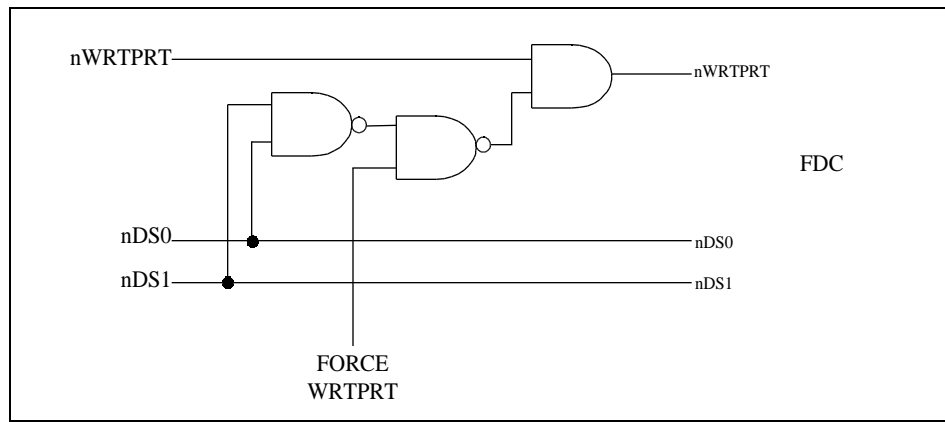 nWRTPRT
nWRTPRT
FDC
nDS0
nDS0
nDS1
nDS1
FORCE
WRTPRT